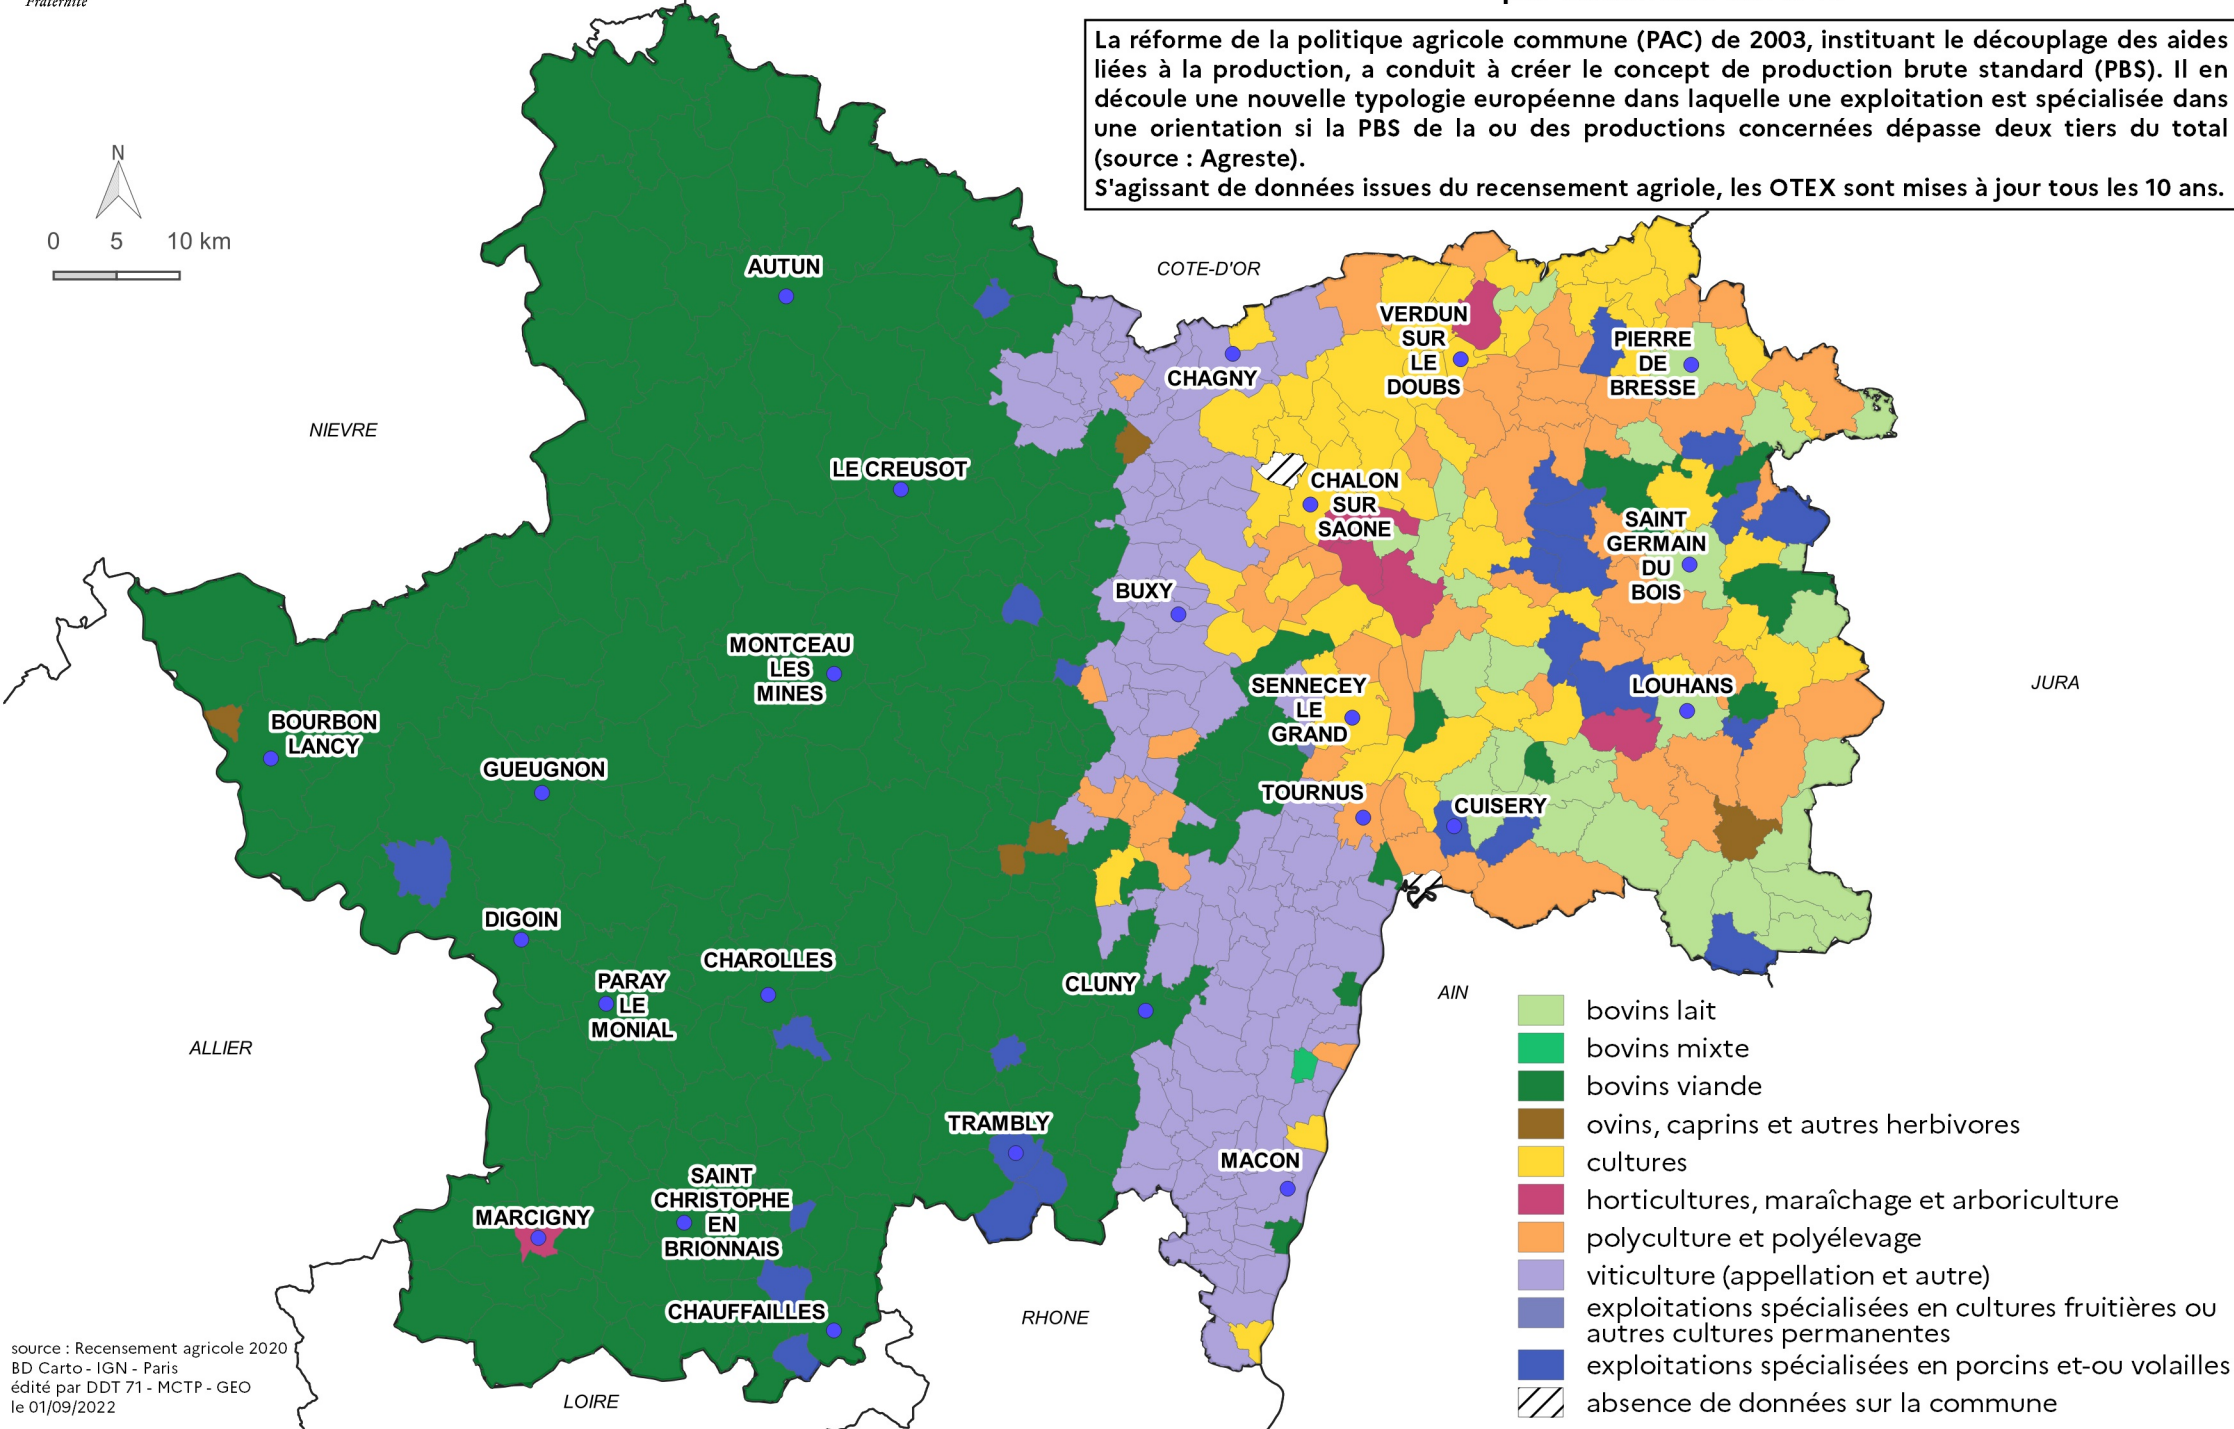 Fraternité
La réforme de la politique agricole commune (PAC) de 2003, instituant le découplage des aides
liées à la production, a conduit à créer le concept de production brute standard (PBS). Il en
découle une nouvelle typologie européenne dans laquelle une exploitation est spécialisée dans
une orientation si la PBS de la ou des productions concernées dépasse deux tiers du total
(source : Agreste).
S'agissant de données issues du recensement agriole, les OTEX sont mises à jour tous les 10 ans.
N
0 5 10 km
AUTUN
COTE-D'OR
VERDUN
SUR
LE
DOUBS
PIERRE
DE
BRESSE
CHAGNY
NIEVRE
LE CREUSOT
CHALON
SUR
SAONE
SAINT
GERMAIN
DU
BOIS
BUXY
MONTCEAU
LES
MINES
SENNECEY
LE
GRAND
LOUHANS
JURA
BOURBON
LANCY
GUEUGNON
TOURNUS
CUISERY
DIGOIN
CHAROLLES
PARAY
LE
MONIAL
CLUNY
AIN
ALLIER
TRAMBLY
MACON
SAINT
CHRISTOPHE
EN
BRIONNAIS
MARCIGNY
CHAUFFAILLES
RHONE
LOIRE
bovins lait
bovins mixte
bovins viande
ovins, caprins et autres herbivores
cultures
horticultures, maraîchage et arboriculture
polyculture et polyélevage
viticulture (appellation et autre)
exploitations spécialisées en cultures fruitières ou
autres cultures permanentes
exploitations spécialisées en porcins et-ou volailles
absence de données sur la commune
source : Recensement agricole 2020
BD Carto - IGN - Paris
édité par DDT 71 - MCTP - GEO
le 01/09/2022